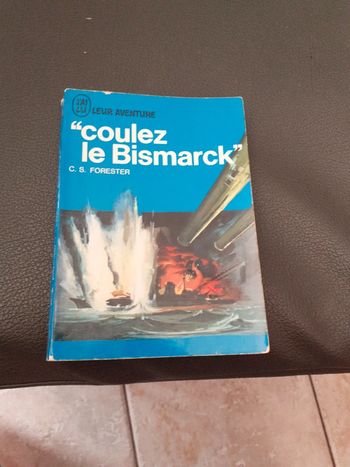 J'AI LU LEUR AVENTURE
"coulez
le Bismarck"
C. S. FORESTER